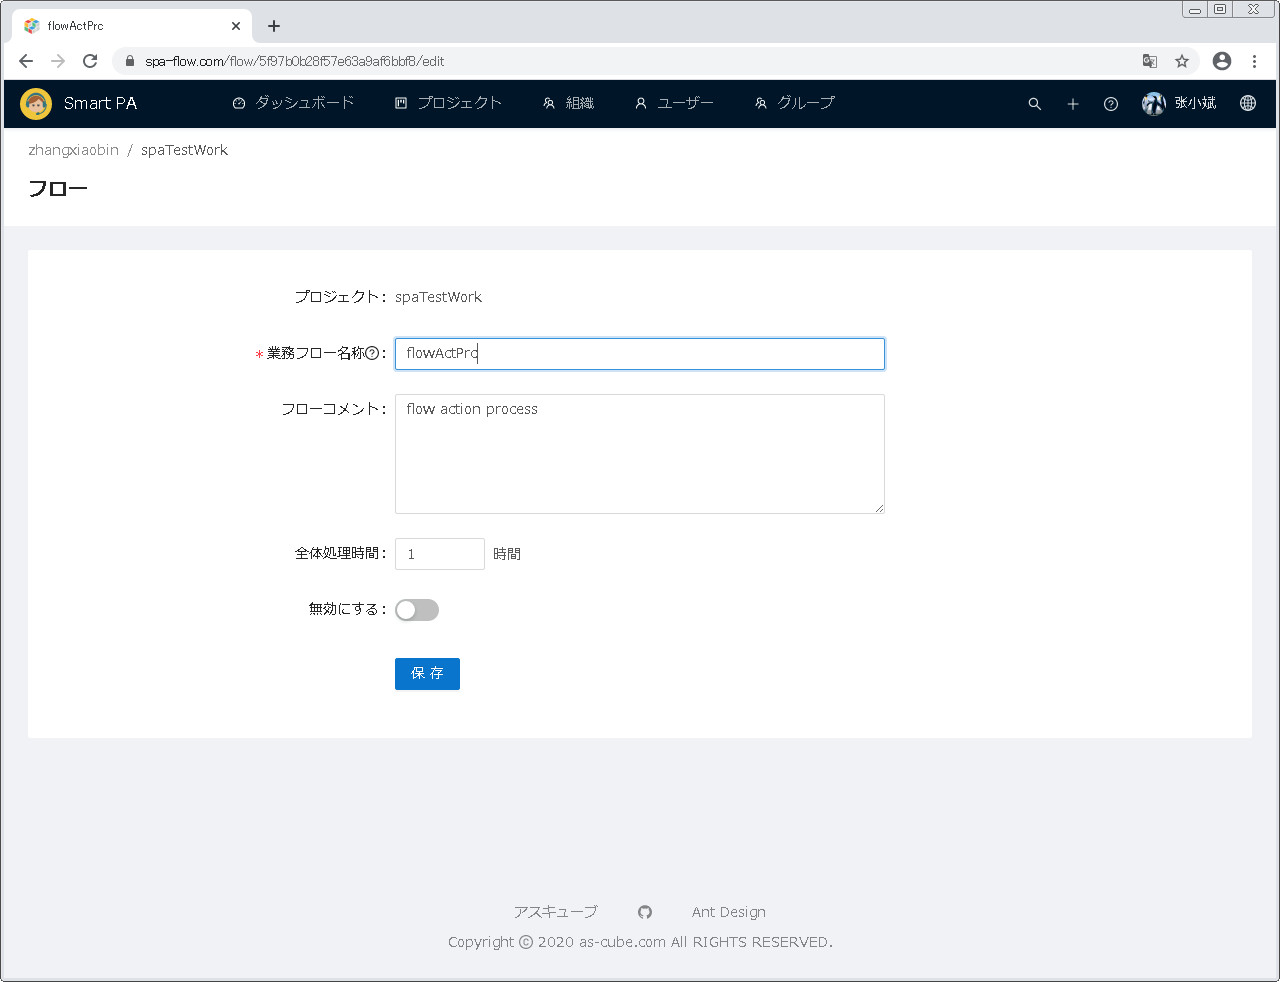 flowActPrc
spa-flow.com/flow/5f97b0b28f57e63a9af6bbf8/edit
Smart PA ダッシュボード プロジェクト 組織 ユーザー グループ 张小斌
zhangxiaobin / spaTestWork
フロー
プロジェクト: spaTestWork
* 業務フロー名称: flowActPrc
フローコメント: flow action process
全体処理時間: 1 時間
無効にする:
保 存
アスキューブ Ant Design
Copyright © 2020 as-cube.com All RIGHTS RESERVED.